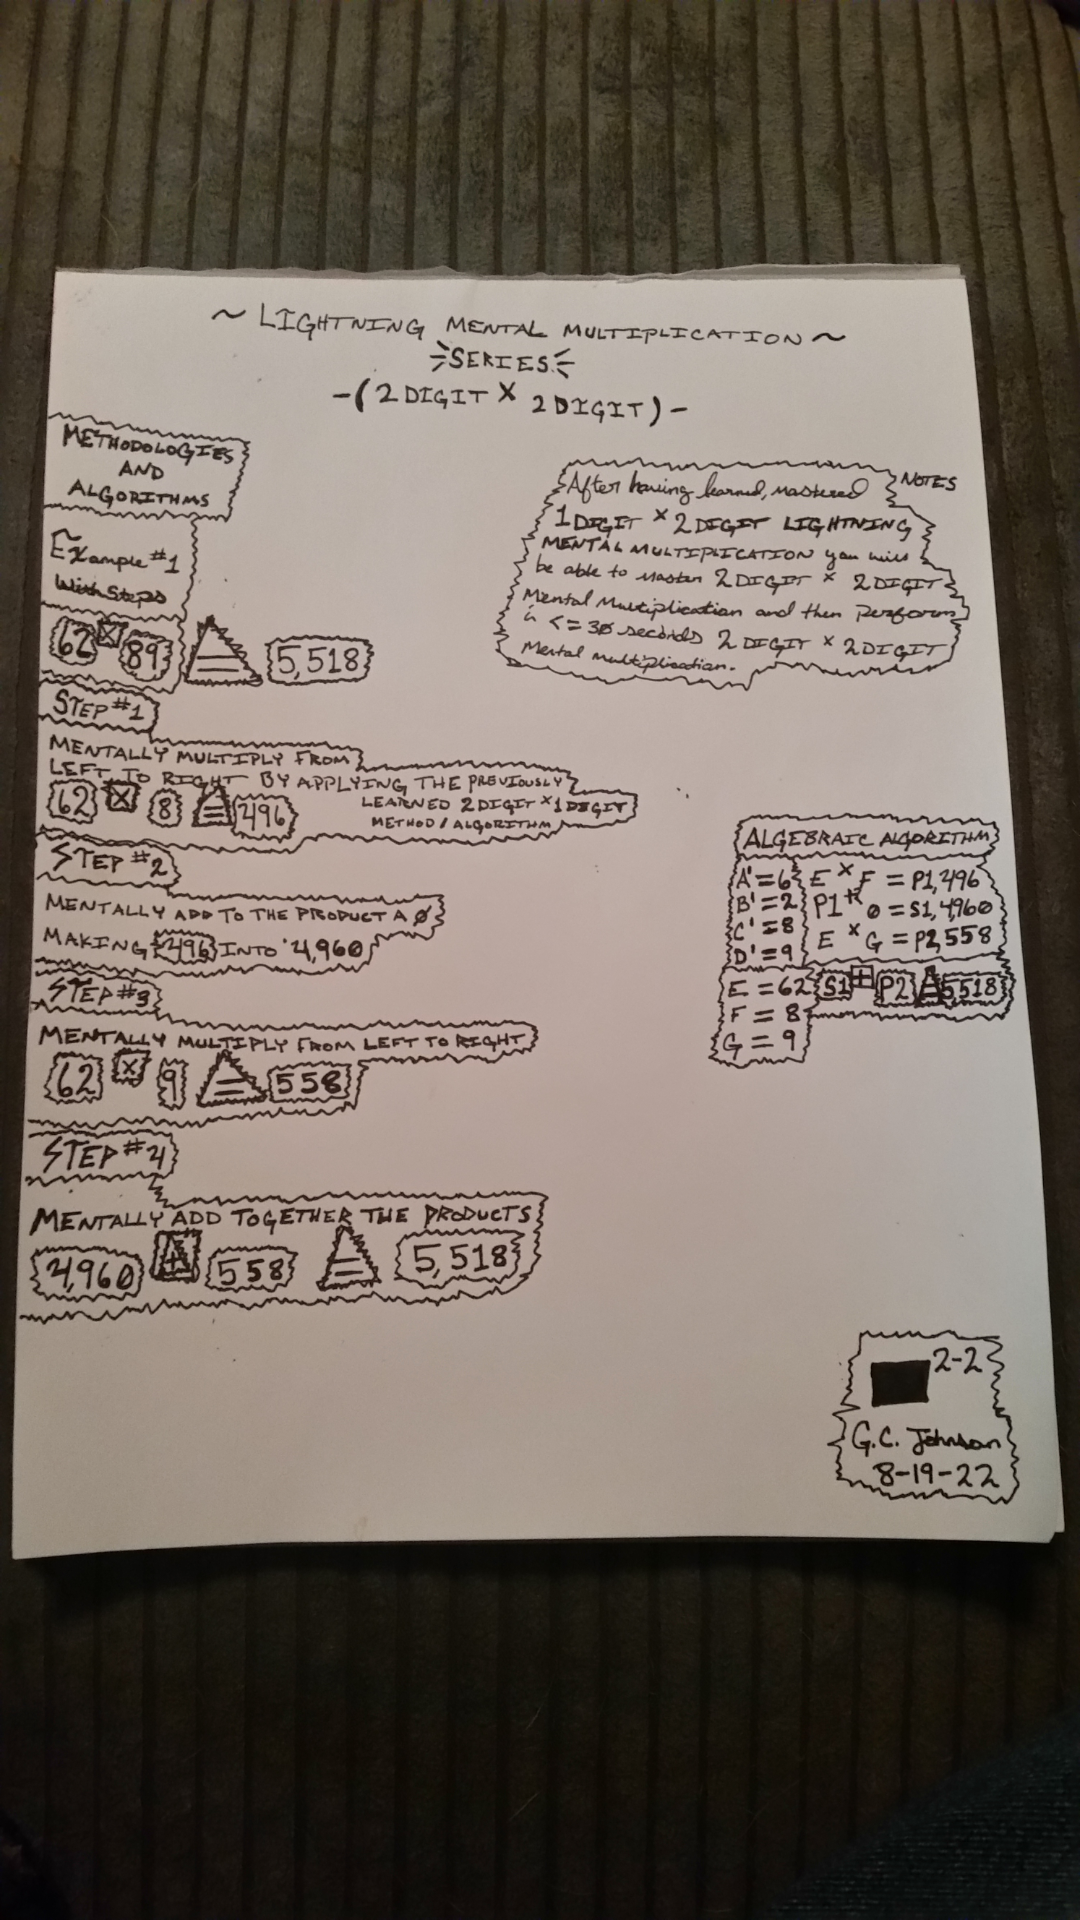 ~ LIGHTNING MENTAL MULTIPLICATION ~
SERIES
-(2 DIGIT X 2 DIGIT)-
METHODOLOGIES
AND
ALGORITHMS
Example #1
With Steps
62 X 89 = 5,518
NOTES
After having learned, mastered
1 DIGIT X 2 DIGIT LIGHTNING
MENTAL MULTIPLICATION you will
be able to master 2 DIGIT X 2 DIGIT
Mental Multiplication and then perform
in <= 30 seconds 2 DIGIT X 2 DIGIT
Mental multiplication.
STEP #1
MENTALLY MULTIPLY FROM
LEFT TO RIGHT BY APPLYING THE PREVIOUSLY
LEARNED 2 DIGIT X 1 DIGIT
METHOD / ALGORITHM
62 X 8 = 496
STEP #2
MENTALLY ADD TO THE PRODUCT A 0
MAKING 496 INTO 4,960
STEP #3
MENTALLY MULTIPLY FROM LEFT TO RIGHT
62 X 9 = 558
STEP #4
MENTALLY ADD TOGETHER THE PRODUCTS
4,960 + 558 = 5,518
ALGEBRAIC ALGORITHM
A' = 6
B' = 2
C' = 8
D' = 9
E = 62
F = 8
G = 9
E X F = P1, 496
P1 0 = S1, 4960
E X G = P2, 558
S1 + P2 = 5518
2-2
G.C. Johnson
8-19-22